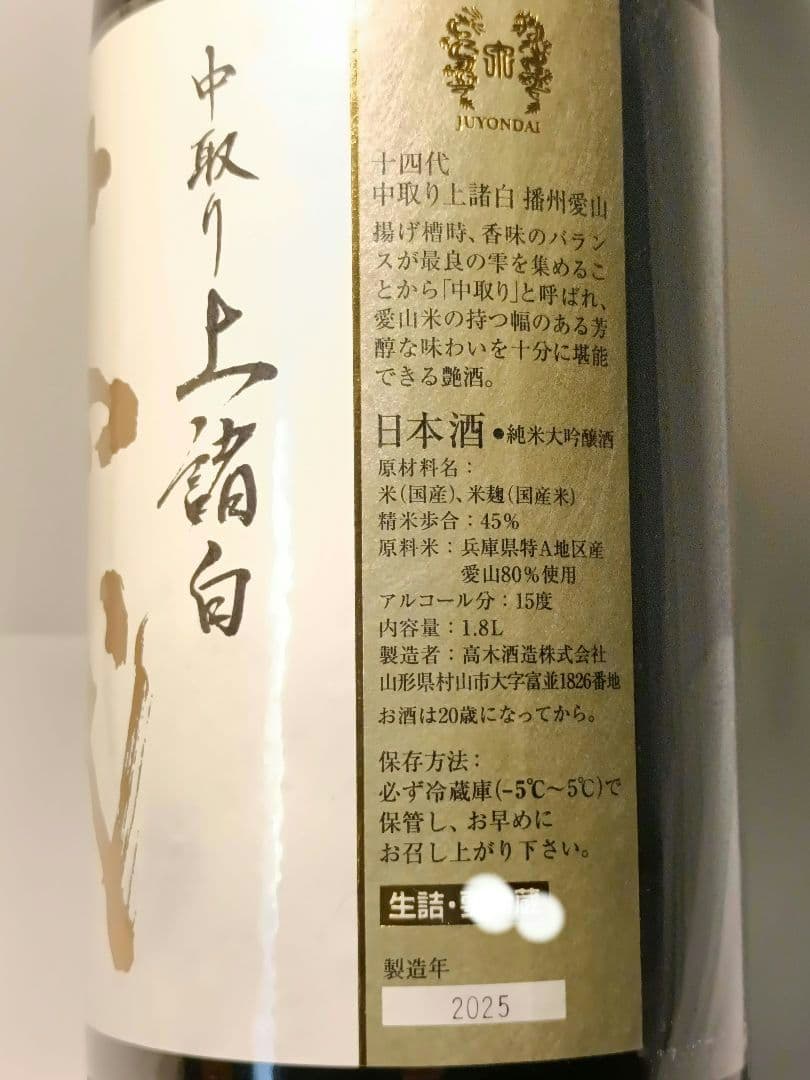 中取り上諸白
JUYONDAI
十四代
中取り上諸白 播州愛山
揚げ槽時、香味のバラン
スが最良の雫を集めるこ
とから「中取り」と呼ばれ、
愛山米の持つ幅のある芳
醇な味わいを十分に堪能
できる艶酒。
日本酒●純米大吟醸酒
原材料名：
米(国産)、米麹(国産米)
精米歩合：45%
原料米：兵庫県特A地区産
愛山80%使用
アルコール分：15度
内容量：1.8L
製造者：高木酒造株式会社
山形県村山市大字富並1826番地
お酒は20歳になってから。
保存方法：
必ず冷蔵庫(-5℃～5℃)で
保管し、お早めに
お召し上がり下さい。
生詰・
製造年
2025